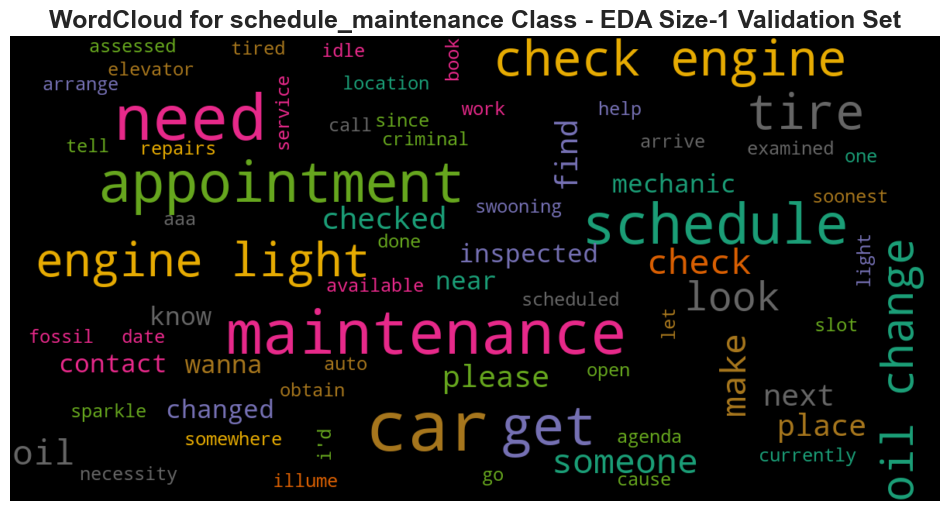 WordCloud for schedule_maintenance Class - EDA Size-1 Validation Set
assessed
tired
idle
book
check engine
elevator
arrange
service
location
need
work
help
tire
call
since
criminal
find
arrive
examined
one
tell
repairs
appointment
mechanic
soonest
swooning
aaa
checked
schedule
done
engine light
inspected
check
light
available
near
scheduled
look
know
maintenance
let
slot
oil change
fossil
date
contact
wanna
auto
please
open
make
next
obtain
sparkle
changed
car
get
place
somewhere
i'd
agenda
oil
someone
currently
necessity
illume
go
cause